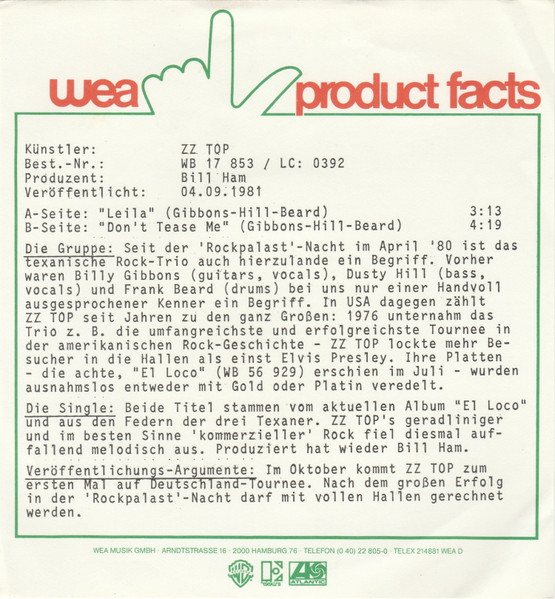 wea product facts
Künstler: ZZ TOP
Best.-Nr.: WB 17 853 / LC: 0392
Produzent: Bill Ham
Veröffentlicht: 04.09.1981
A-Seite: "Leila" (Gibbons-Hill-Beard) 3:13
B-Seite: "Don't Tease Me" (Gibbons-Hill-Beard) 4:19
Die Gruppe: Seit der 'Rockpalast'-Nacht im April '80 ist das
texanische Rock-Trio auch hierzulande ein Begriff. Vorher
waren Billy Gibbons (guitars, vocals), Dusty Hill (bass,
vocals) und Frank Beard (drums) bei uns nur einer Handvoll
ausgesprochener Kenner ein Begriff. In USA dagegen zählt
ZZ TOP seit Jahren zu den ganz Großen: 1976 unternahm das
Trio z. B. die umfangreichste und erfolgreichste Tournee in
der amerikanischen Rock-Geschichte - ZZ TOP lockte mehr Be-
sucher in die Hallen als einst Elvis Presley. Ihre Platten
- die achte, "El Loco" (WB 56 929) erschien im Juli - wurden
ausnahmslos entweder mit Gold oder Platin veredelt.
Die Single: Beide Titel stammen vom aktuellen Album "El Loco"
und aus den Federn der drei Texaner. ZZ TOP's geradliniger
und im besten Sinne 'kommerzieller' Rock fiel diesmal auf-
fallend melodisch aus. Produziert hat wieder Bill Ham.
Veröffentlichungs-Argumente: Im Oktober kommt ZZ TOP zum
ersten Mal auf Deutschland-Tournee. Nach dem großen Erfolg
in der 'Rockpalast'-Nacht darf mit vollen Hallen gerechnet
werden.
WEA MUSIK GMBH · ARNDTSTRASSE 16 · 2000 HAMBURG 76 · TELEFON (0 40) 22 805-0 · TELEX 214881 WEA D
ATLANTIC